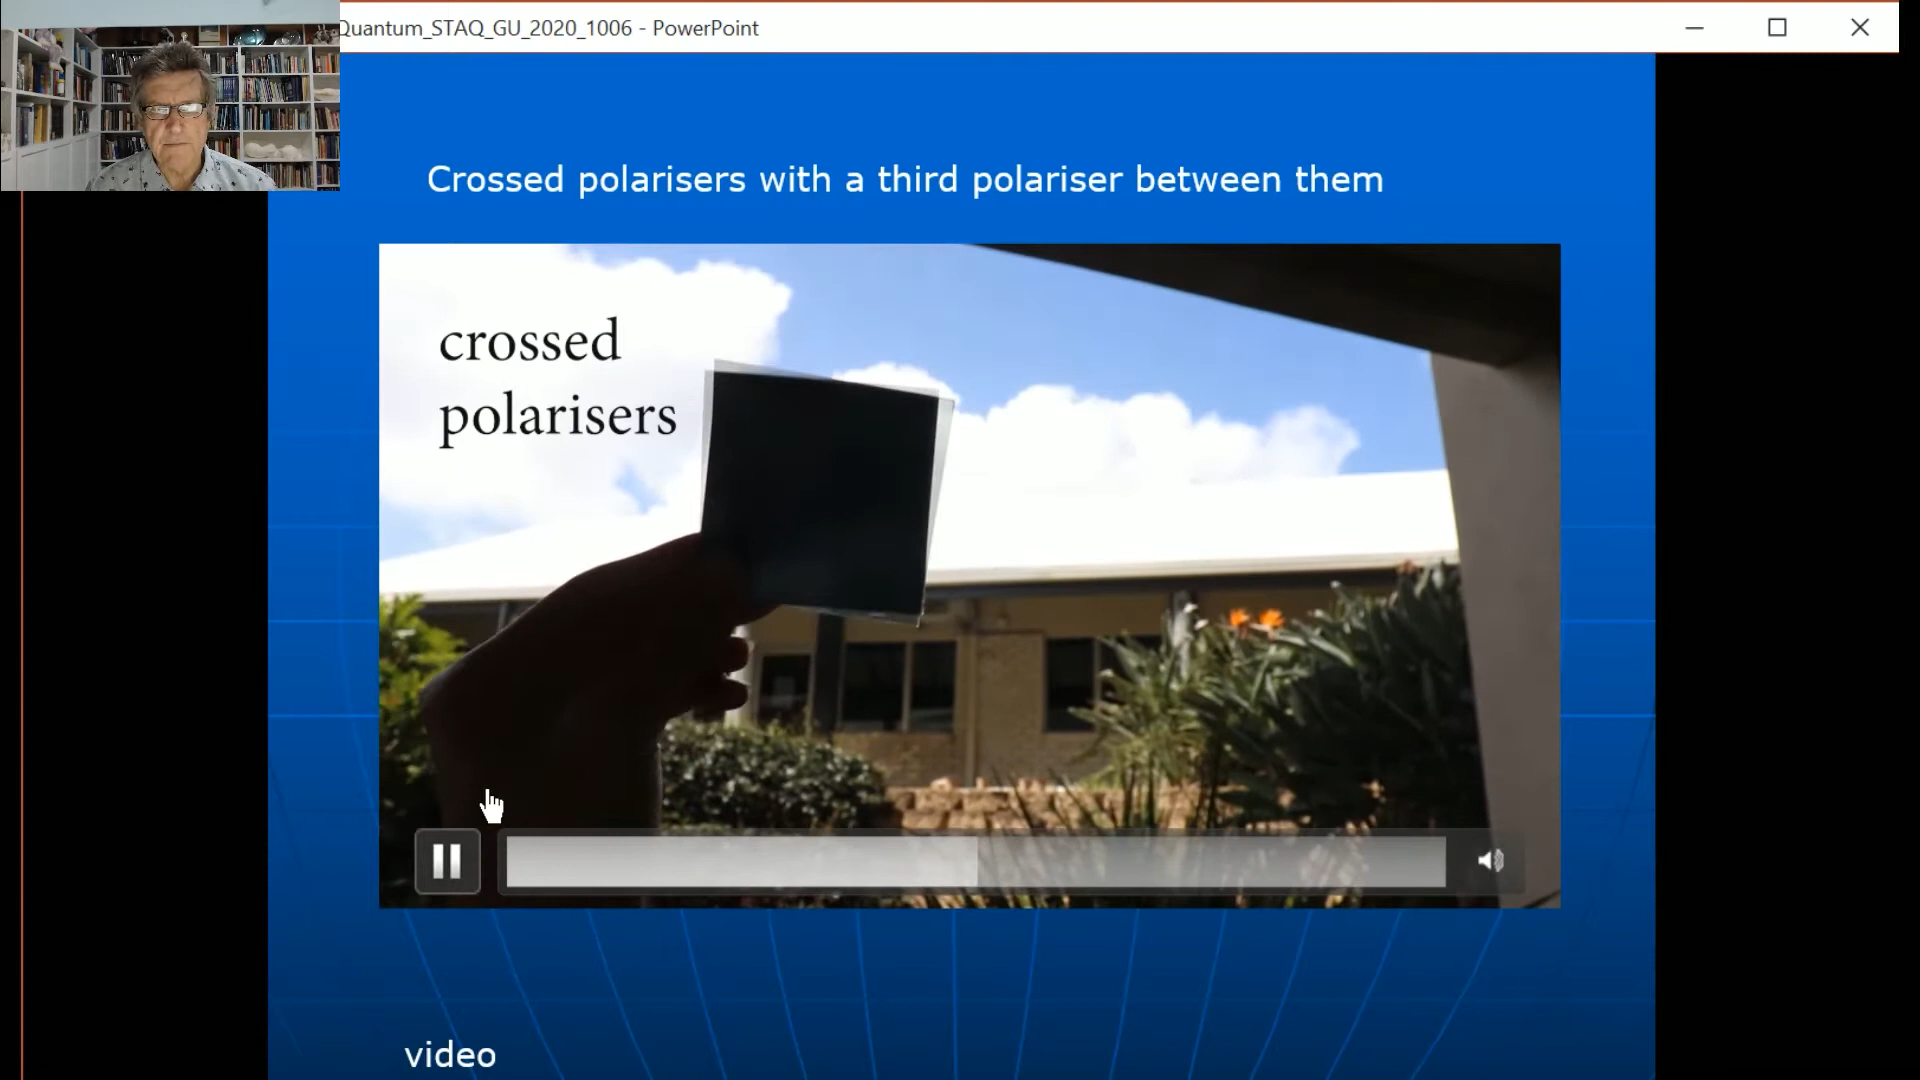 Quantum_STAQ_GU_2020_1006 - PowerPoint
Crossed polarisers with a third polariser between them
crossed
polarisers
video